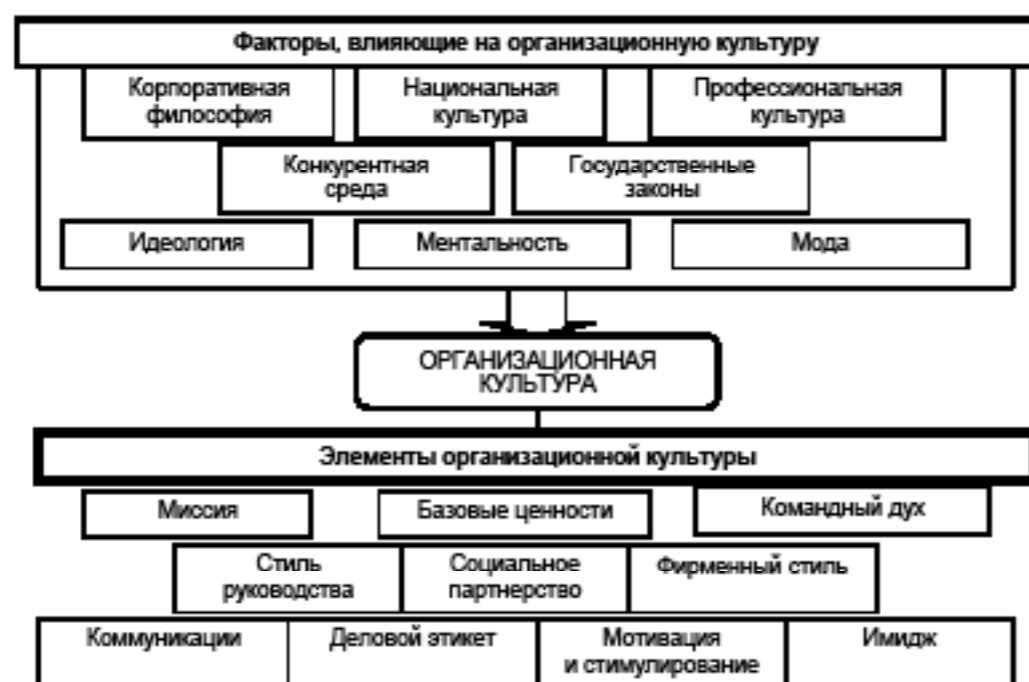 Факторы, влияющие на организационную культуру
Корпоративная
философия
Национальная
культура
Профессиональная
культура
Конкурентная
среда
Государственные
законы
Идеология
Ментальность
Мода
ОРГАНИЗАЦИОННАЯ
КУЛЬТУРА
Элементы организационной культуры
Миссия
Базовые ценности
Командный дух
Стиль
руководства
Социальное
партнерство
Фирменный стиль
Коммуникации
Деловой этикет
Мотивация
и стимулирование
Имидж